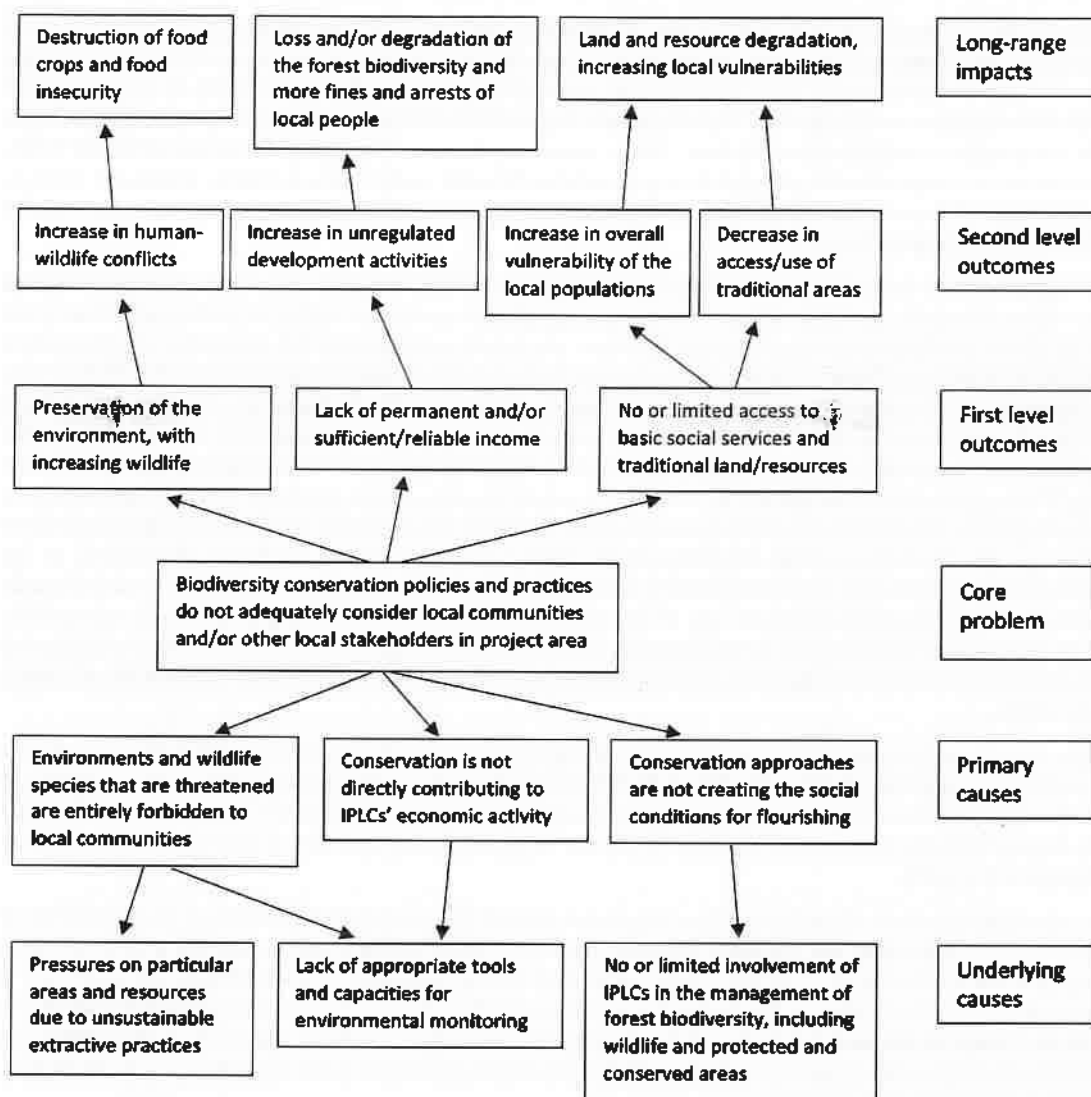 Destruction of food
crops and food
insecurity
Loss and/or degradation of
the forest biodiversity and
more fines and arrests of
local people
Land and resource degradation,
increasing local vulnerabilities
Long-range
impacts
Increase in human-
wildlife conflicts
Increase in unregulated
development activities
Increase in overall
vulnerability of the
local populations
Decrease in
access/use of
traditional areas
Second level
outcomes
Preservation of the
environment, with
increasing wildlife
Lack of permanent and/or
sufficient/reliable income
No or limited access to
basic social services and
traditional land/resources
First level
outcomes
Biodiversity conservation policies and practices
do not adequately consider local communities
and/or other local stakeholders in project area
Core
problem
Environments and wildlife
species that are threatened
are entirely forbidden to
local communities
Conservation is not
directly contributing to
IPLCs' economic activity
Conservation approaches
are not creating the social
conditions for flourishing
Primary
causes
Pressures on particular
areas and resources
due to unsustainable
extractive practices
Lack of appropriate tools
and capacities for
environmental monitoring
No or limited involvement of
IPLCs in the management of
forest biodiversity, including
wildlife and protected and
conserved areas
Underlying
causes